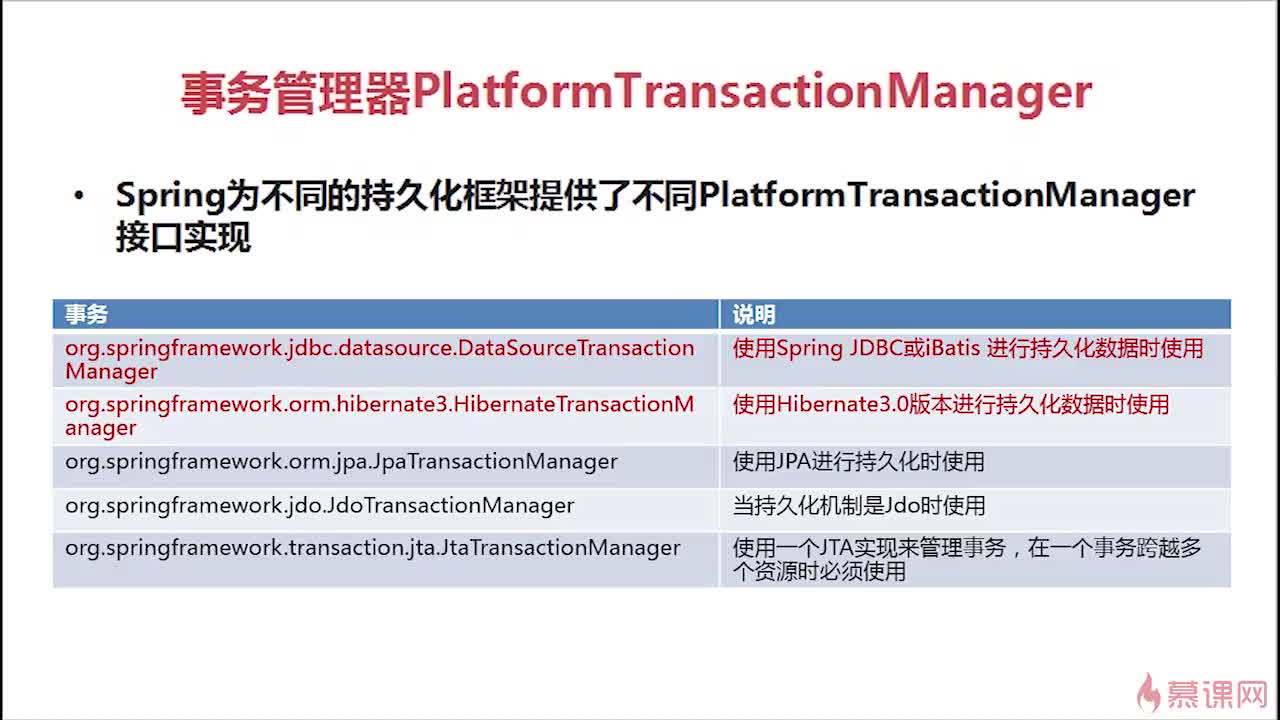 事务管理器PlatformTransactionManager
• Spring为不同的持久化框架提供了不同PlatformTransactionManager
接口实现
事务 说明
org.springframework.jdbc.datasource.DataSourceTransaction 使用Spring JDBC或iBatis 进行持久化数据时使用
Manager
org.springframework.orm.hibernate3.HibernateTransactionM 使用Hibernate3.0版本进行持久化数据时使用
anager
org.springframework.orm.jpa.JpaTransactionManager 使用JPA进行持久化时使用
org.springframework.jdo.JdoTransactionManager 当持久化机制是Jdo时使用
org.springframework.transaction.jta.JtaTransactionManager 使用一个JTA实现来管理事务，在一个事务跨越多
个资源时必须使用
慕课网